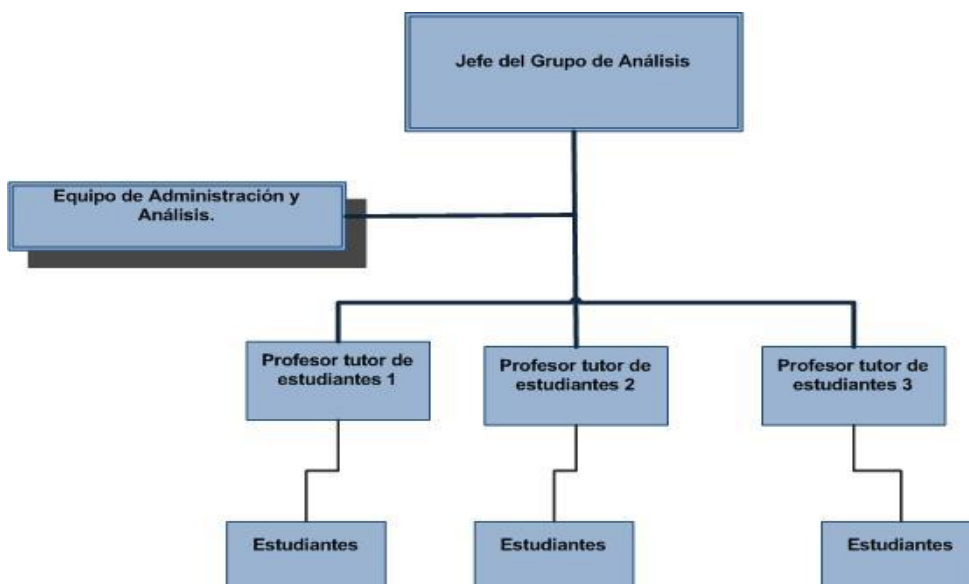 Jefe del Grupo de Análisis
Equipo de Administración y
Análisis.
Profesor tutor de
estudiantes 1
Profesor tutor de
estudiantes 2
Profesor tutor de
estudiantes 3
Estudiantes
Estudiantes
Estudiantes